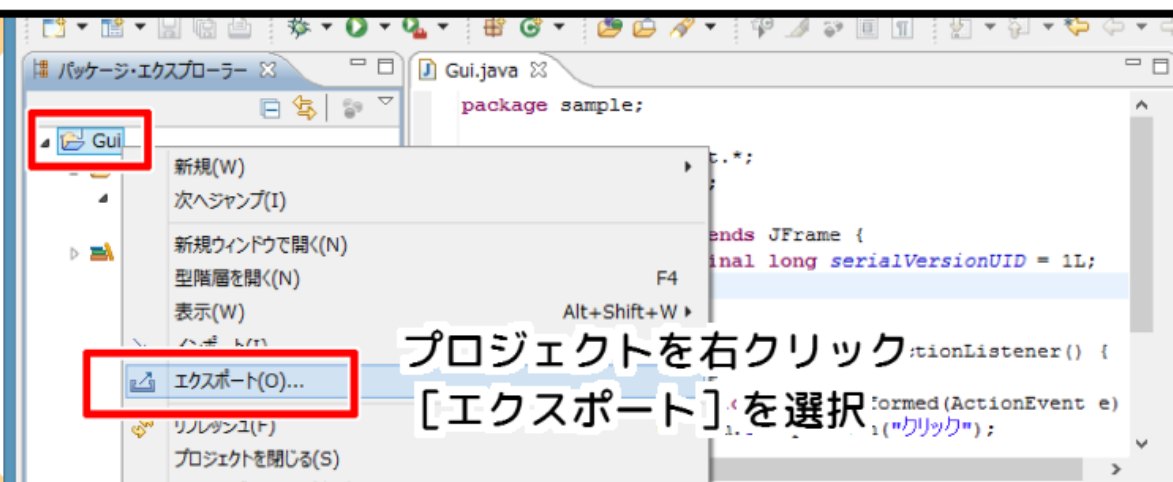 パッケージ・エクスプローラー
Gui.java
package sample;
Gui
新規(W)
t.*;
;
次へジャンプ(I)
新規ウィンドウで開く(N)
ends JFrame {
inal long serialVersionUID = 1L;
型階層を開く(N) F4
表示(W) Alt+Shift+W
インポート(I)
プロジェクトを右クリック
tionListener() {
エクスポート(O)...
［エクスポート］を選択
formed(ActionEvent e)
("クリック");
リフレッシュ(F)
プロジェクトを閉じる(S)